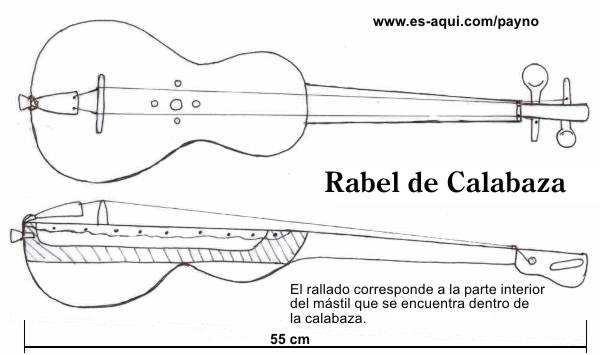 www.es-aqui.com/payno
Rabel de Calabaza
El rallado corresponde a la parte interior
del mástil que se encuentra dentro de
la calabaza.
55 cm